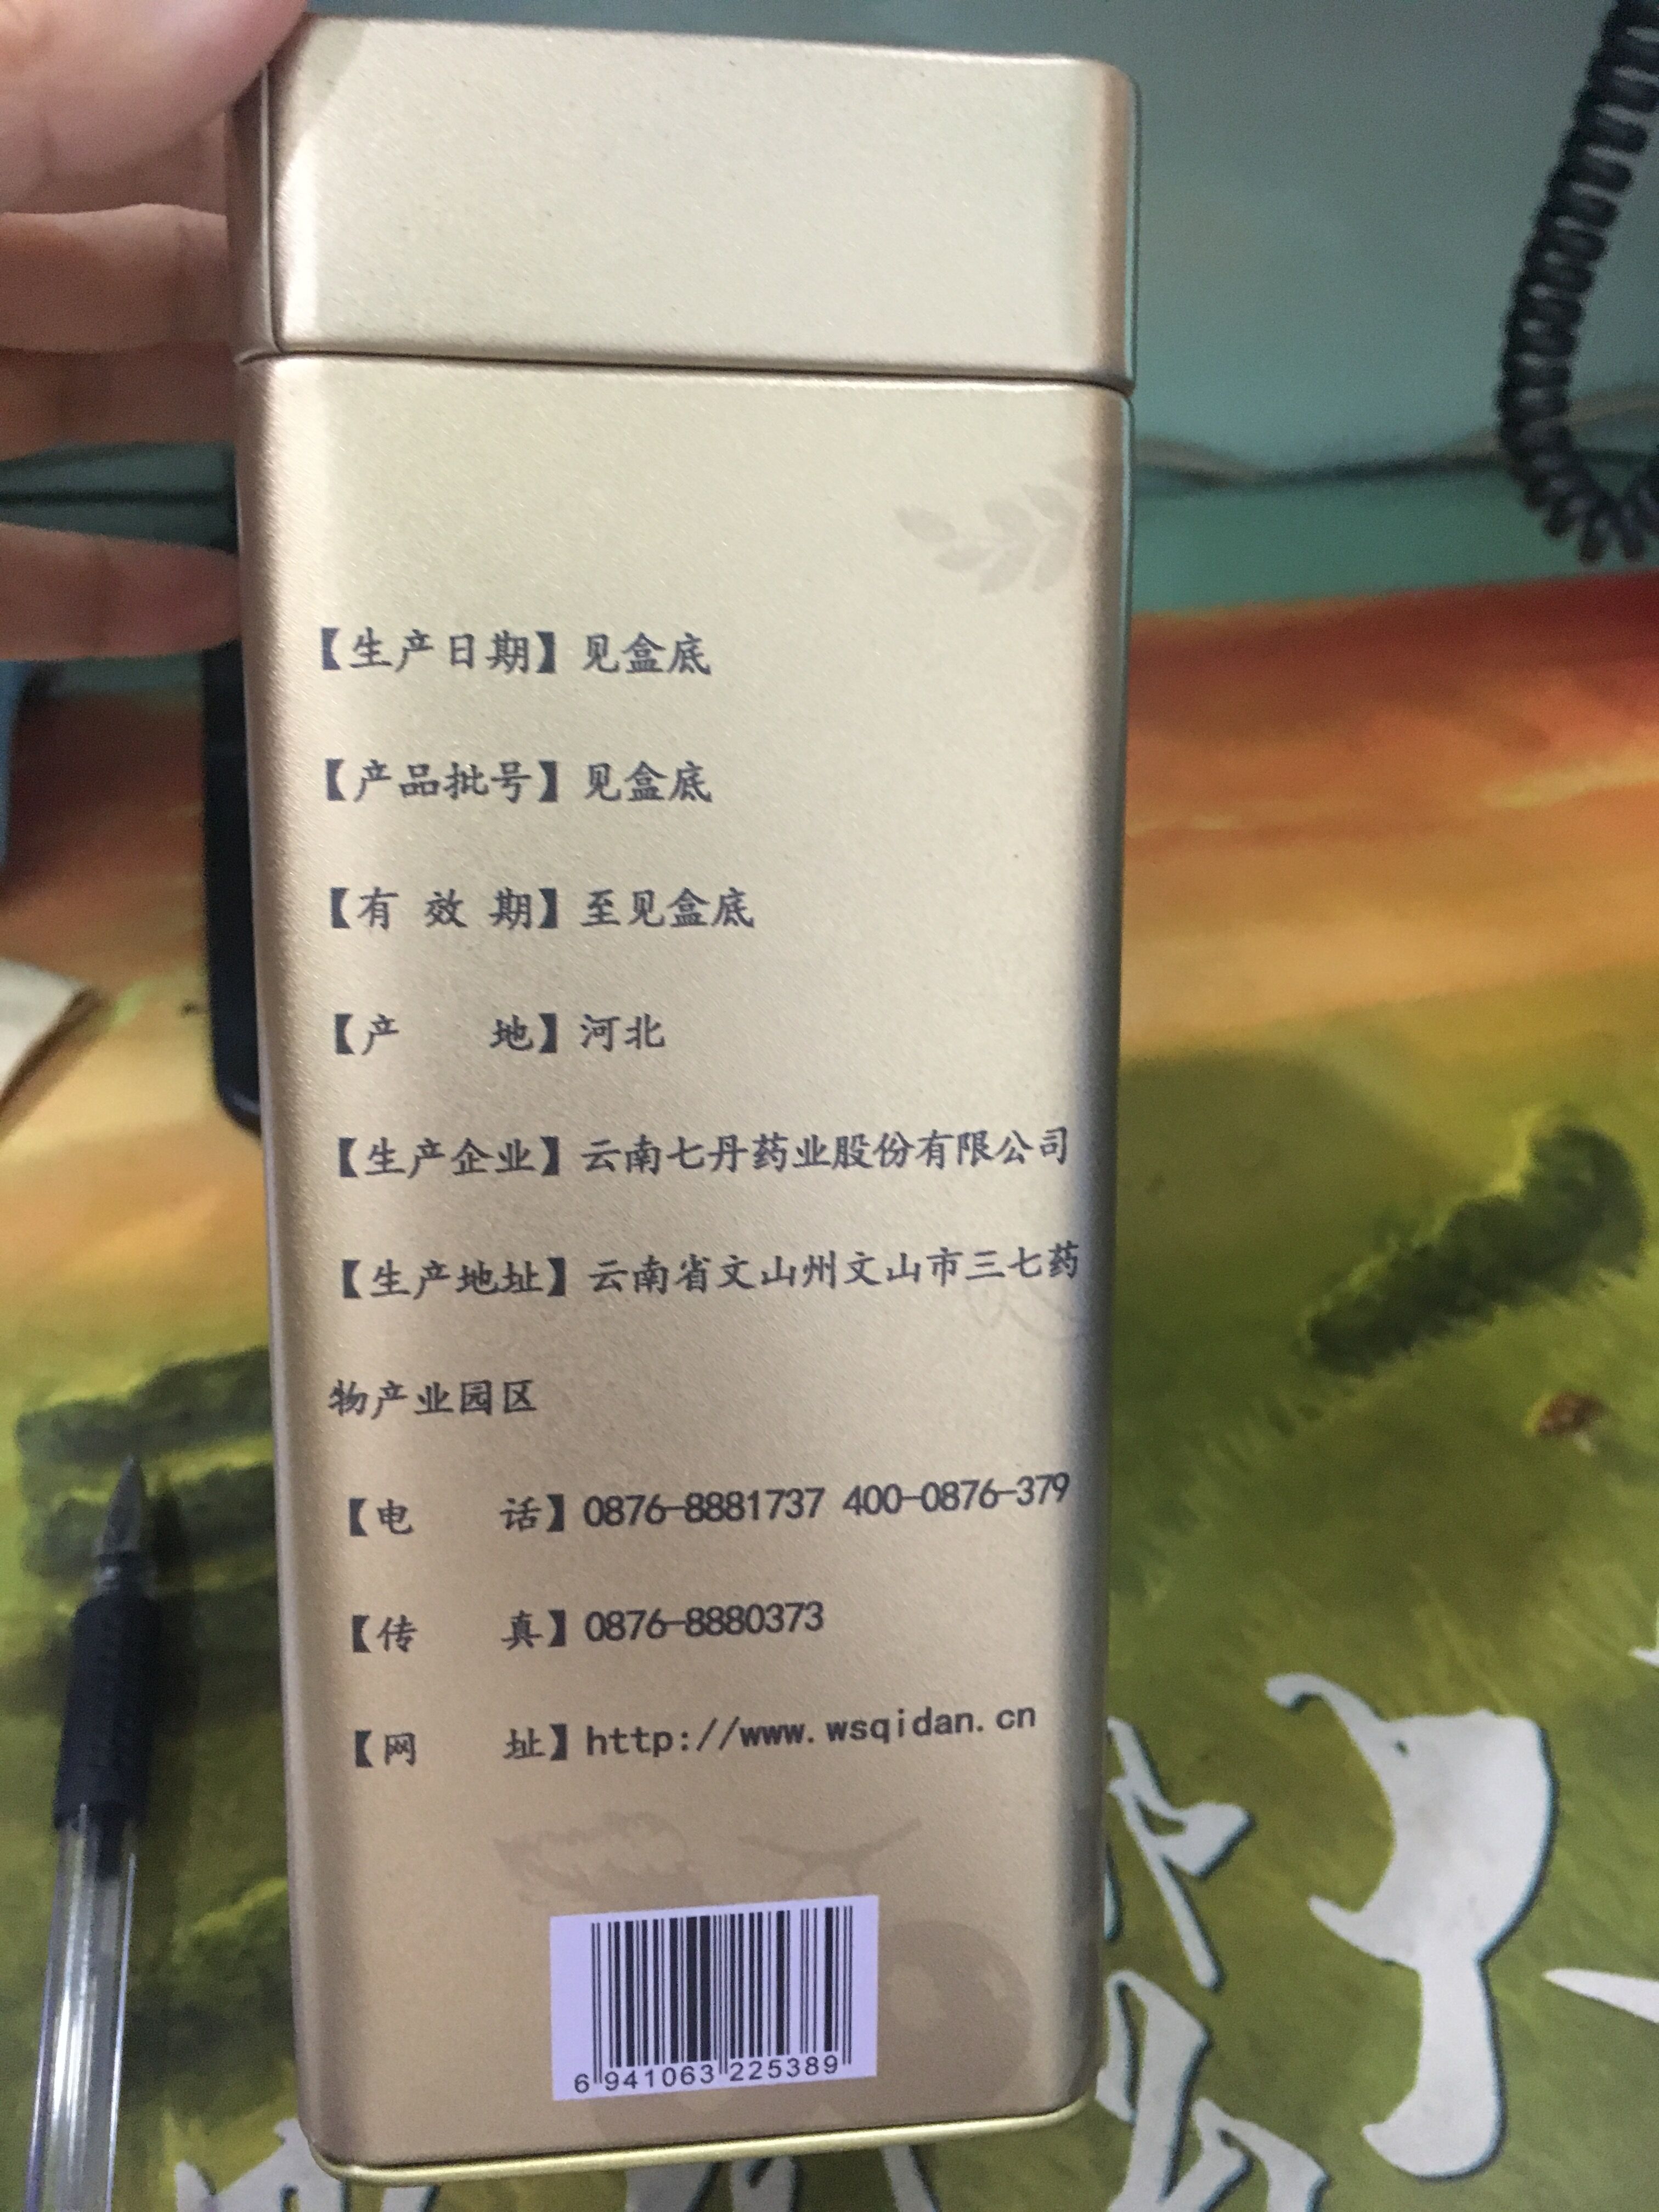 【生产日期】见盒底
【产品批号】见盒底
【有 效 期】至见盒底
【产 地】河北
【生产企业】云南七丹药业股份有限公司
【生产地址】云南省文山州文山市三七药
物产业园区
【电 话】0876-8881737 400-0876-379
【传 真】0876-8880373
【网 址】http://www.wsqidan.cn
6 941063 225389